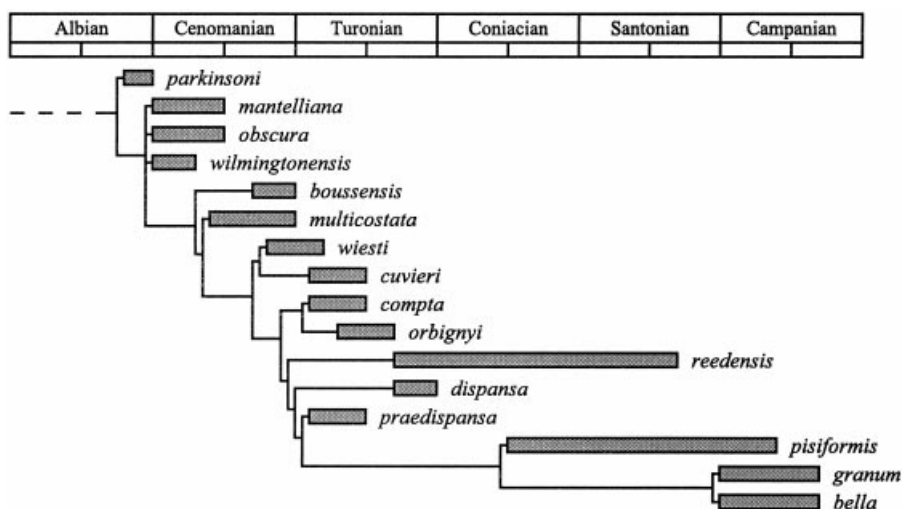 Albian Cenomanian Turonian Coniacian Santonian Campanian
parkinsoni
mantelliana
obscura
wilmingtonensis
boussensis
multicostata
wiesti
cuvieri
compta
orbignyi
reedensis
dispansa
praedispansa
pisiformis
granum
bella